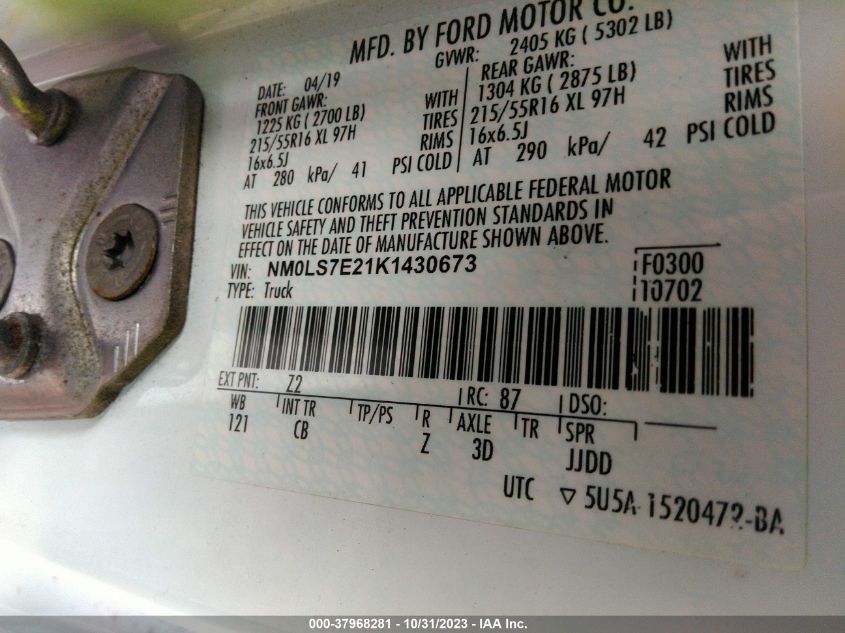 MFD. BY FORD MOTOR CO.
DATE: 04/19 GVWR: 2405 KG ( 5302 LB)
FRONT GAWR: REAR GAWR:
1225 KG ( 2700 LB) WITH 1304 KG ( 2875 LB) WITH
215/55R16 XL 97H TIRES 215/55R16 XL 97H TIRES
16x6.5J RIMS 16x6.5J RIMS
AT 280 kPa/ 41 PSI COLD AT 290 kPa/ 42 PSI COLD
THIS VEHICLE CONFORMS TO ALL APPLICABLE FEDERAL MOTOR
VEHICLE SAFETY AND THEFT PREVENTION STANDARDS IN
EFFECT ON THE DATE OF MANUFACTURE SHOWN ABOVE.
VIN: NM0LS7E21K1430673 F0300
TYPE: Truck 10702
EXT PNT: Z2 RC: 87 DSO:
WB INT TR TP/PS R AXLE TR SPR
121 CB Z 3D JJDD
UTC ▽ 5U5A-1520472-BA
000-37968281 - 10/31/2023 - IAA Inc.